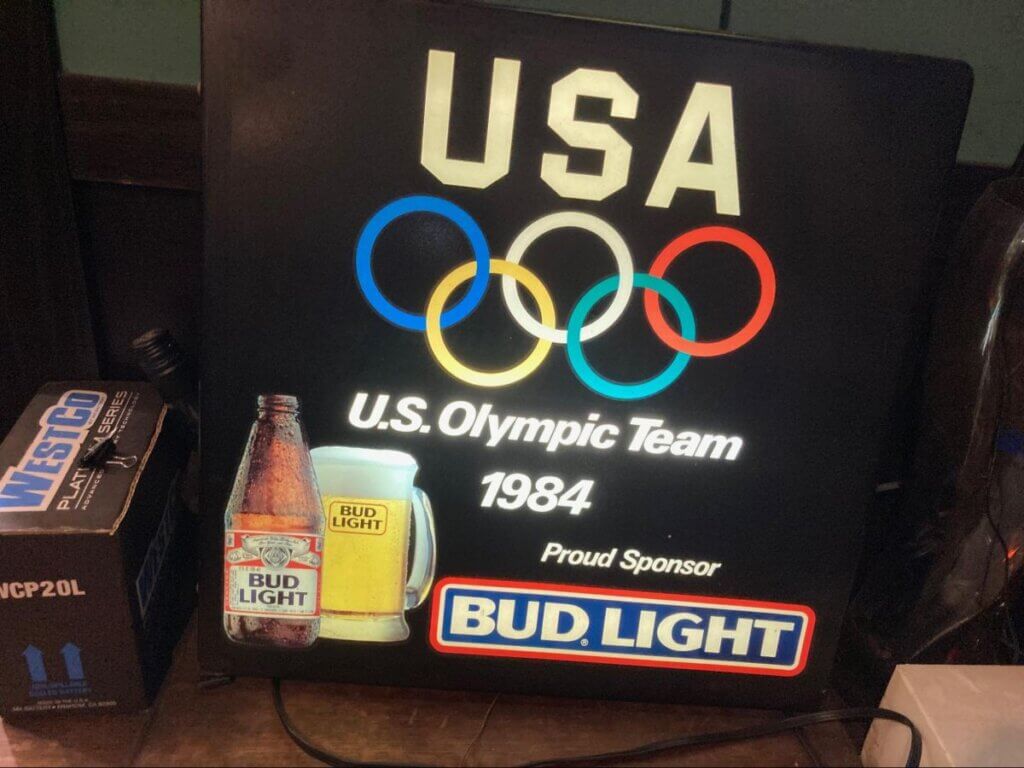 USA
U.S. Olympic Team
1984
Proud Sponsor
BUD LIGHT
BUD
LIGHT
BUD
LIGHT
WESTCO
PLATINUM SERIES
WCP20L